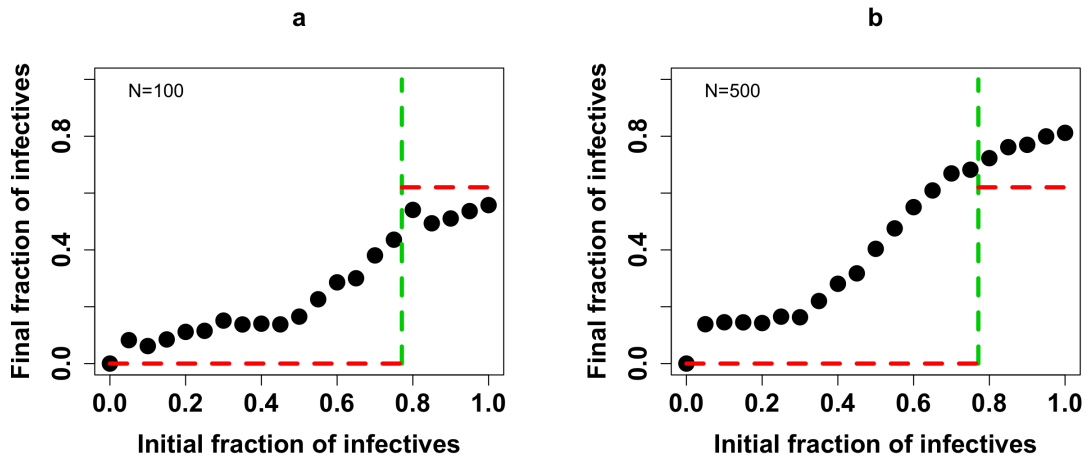 a
N=100
Final fraction of infectives
0.0 0.4 0.8
0.0 0.2 0.4 0.6 0.8 1.0
Initial fraction of infectives
b
N=500
Final fraction of infectives
0.0 0.4 0.8
0.0 0.2 0.4 0.6 0.8 1.0
Initial fraction of infectives